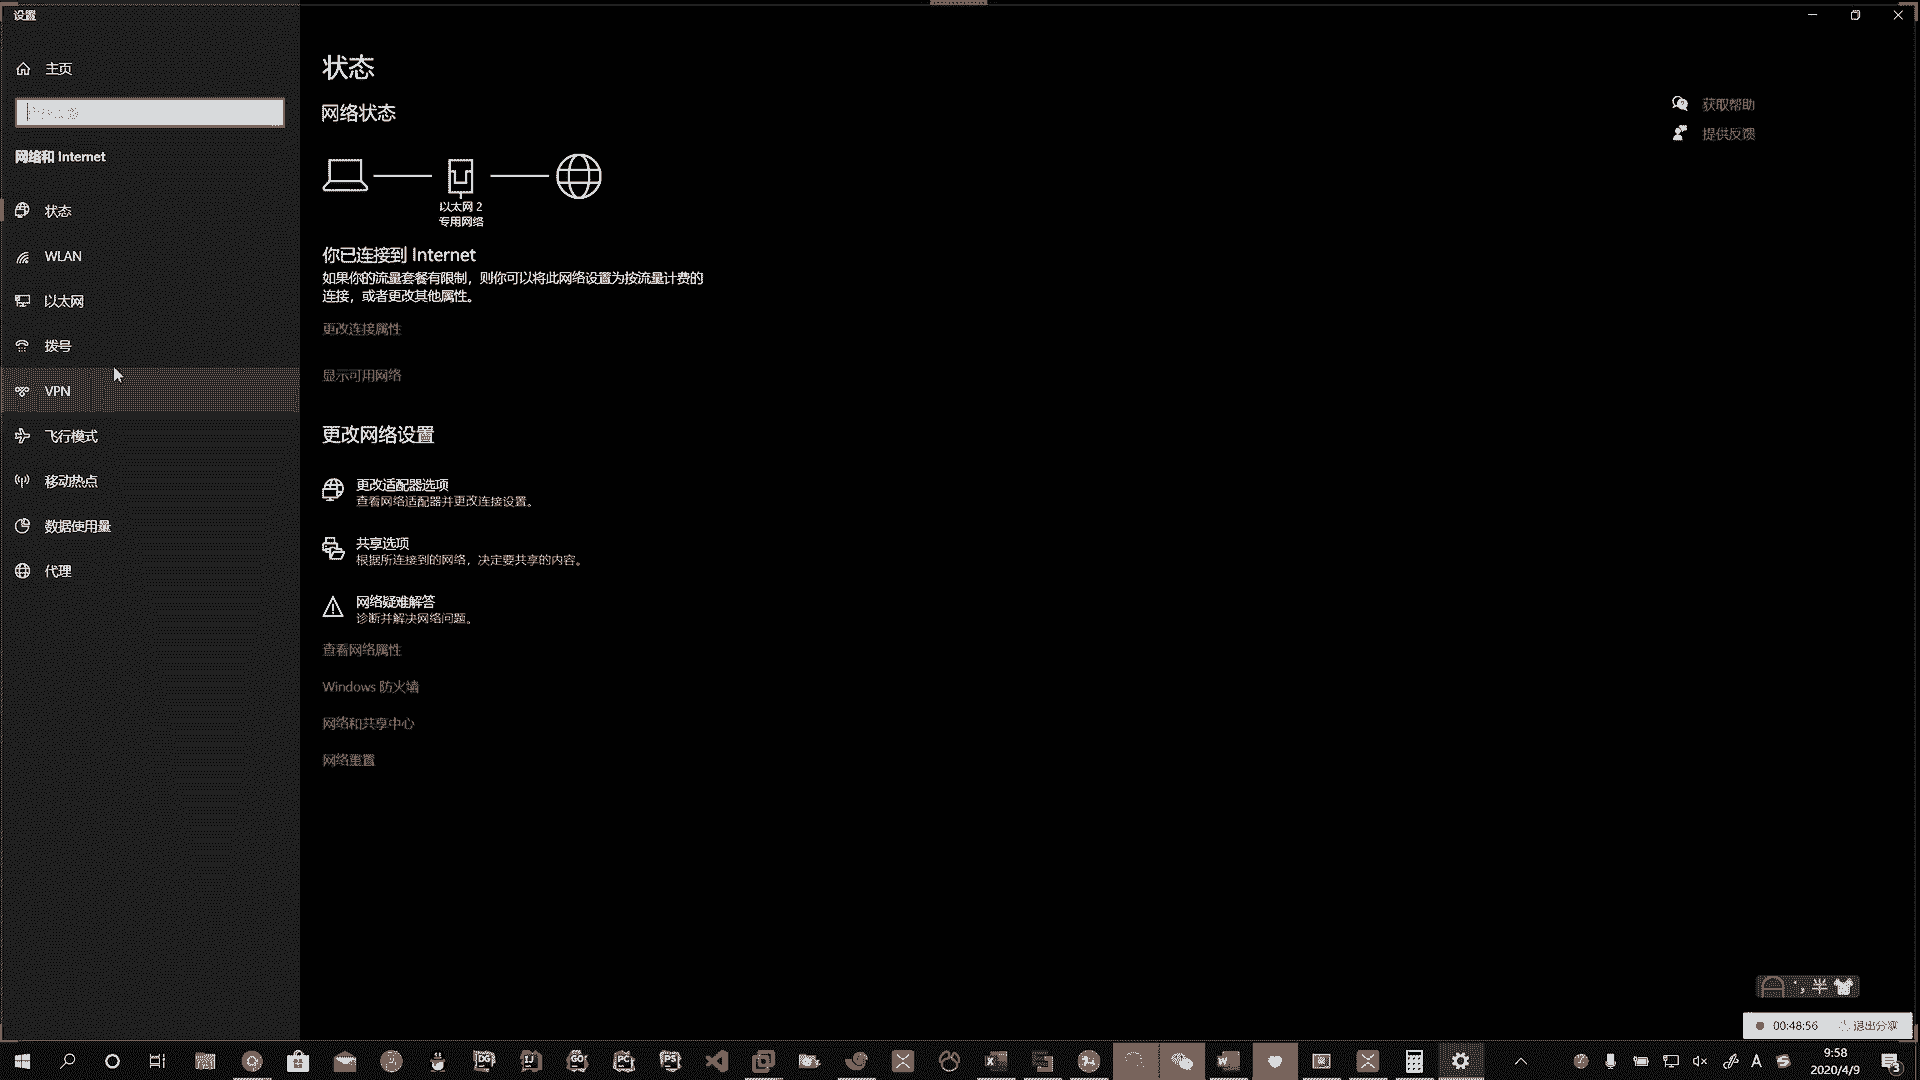 设置
主页
网络和 Internet
状态
WLAN
以太网
拨号
VPN
飞行模式
移动热点
数据使用量
代理
状态
网络状态
以太网 2
专用网络
你已连接到 Internet
如果你的流量套餐有限制，则你可以将此网络设置为按流量计费的
连接，或者更改其他属性。
更改连接属性
显示可用网络
更改网络设置
更改适配器选项
查看网络适配器并更改连接设置。
共享选项
根据所连接到的网络，决定要共享的内容。
网络疑难解答
诊断并解决网络问题。
查看网络属性
Windows 防火墙
网络和共享中心
网络重置
获取帮助
提供反馈
半
00:48:56 退出分享
DG IJ GO PC PS X W A S
9:58
2020/4/9
3